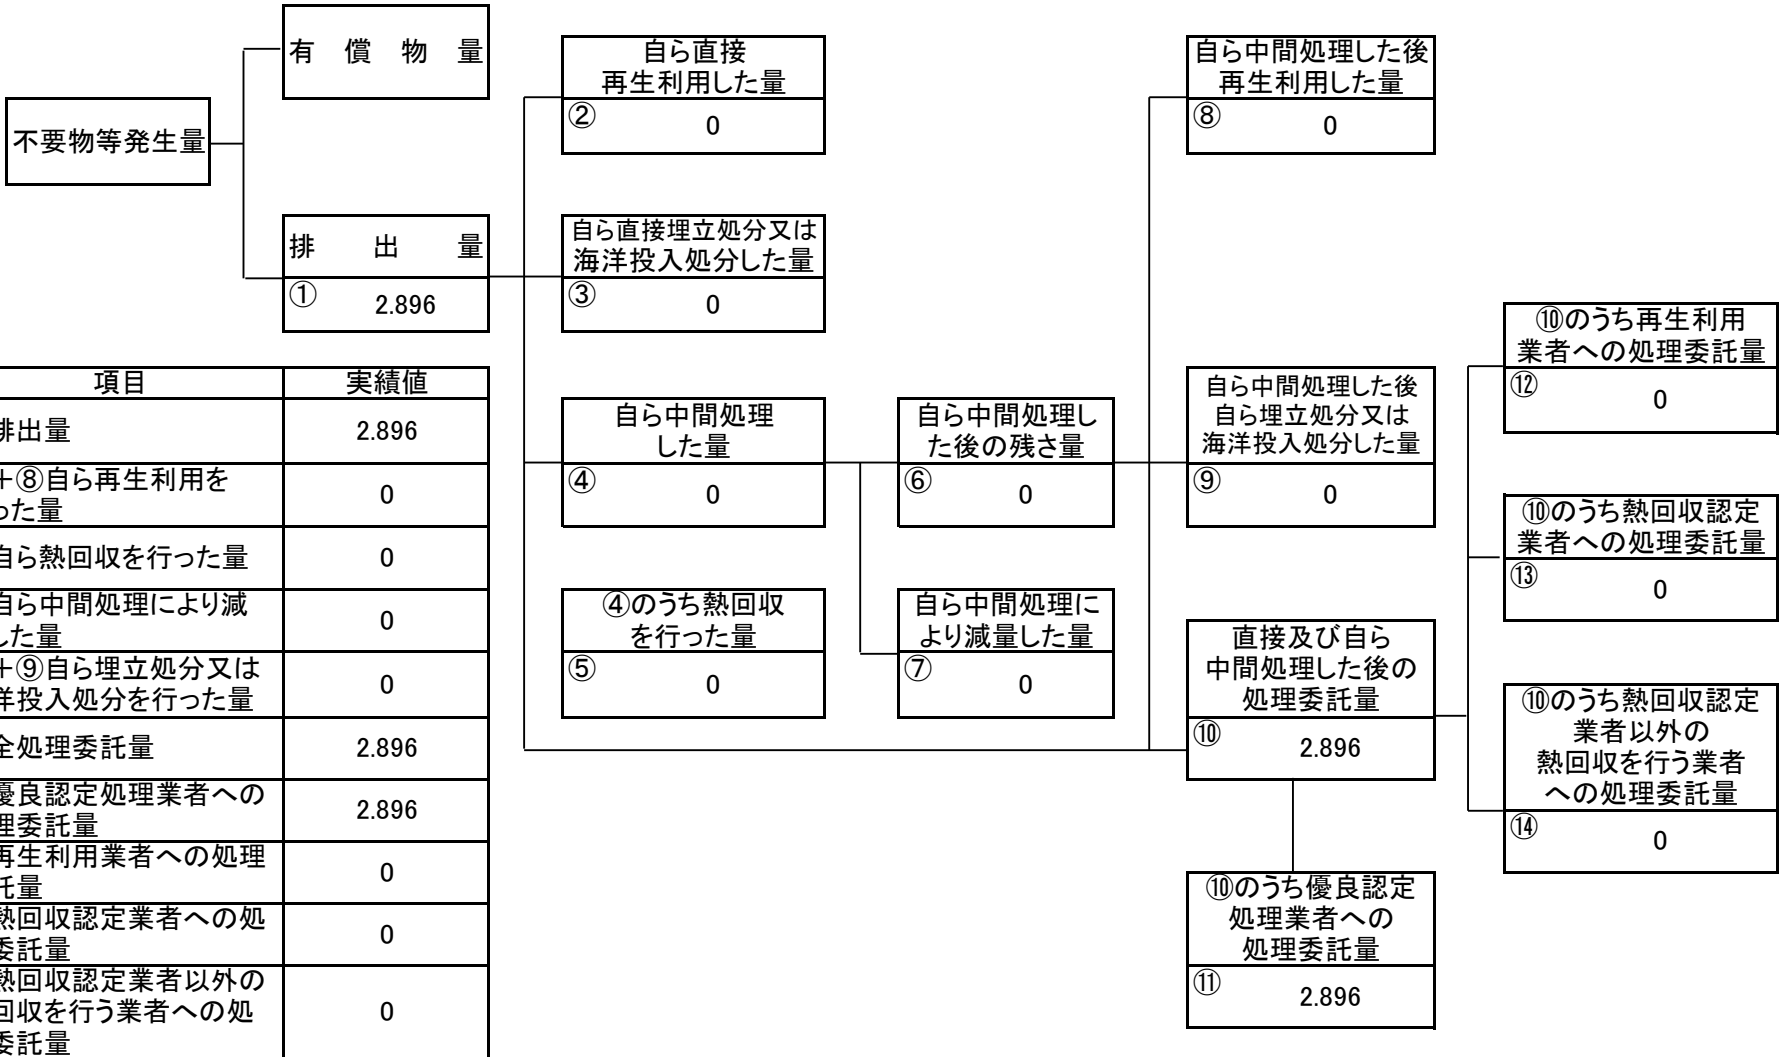 有償物量
不要物等発生量
排出量
① 2.896
自ら直接
再生利用した量
② 0
自ら直接埋立処分又は
海洋投入処分した量
③ 0
自ら中間処理
した量
④ 0
④のうち熱回収
を行った量
⑤ 0
自ら中間処理し
た後の残さ量
⑥ 0
自ら中間処理に
より減量した量
⑦ 0
自ら中間処理した後
再生利用した量
⑧ 0
自ら中間処理した後
自ら埋立処分又は
海洋投入処分した量
⑨ 0
直接及び自ら
中間処理した後の
処理委託量
⑩ 2.896
⑩のうち優良認定
処理業者への
処理委託量
⑪ 2.896
⑩のうち再生利用
業者への処理委託量
⑫ 0
⑩のうち熱回収認定
業者への処理委託量
⑬ 0
⑩のうち熱回収認定
業者以外の
熱回収を行う業者
への処理委託量
⑭ 0
項目 実績値
排出量 2.896
+⑧自ら再生利用を
った量 0
自ら熱回収を行った量 0
自ら中間処理により減
した量 0
+⑨自ら埋立処分又は
洋投入処分を行った量 0
全処理委託量 2.896
優良認定処理業者への
理委託量 2.896
再生利用業者への処理
託量 0
熱回収認定業者への処
委託量 0
熱回収認定業者以外の
回収を行う業者への処
委託量 0